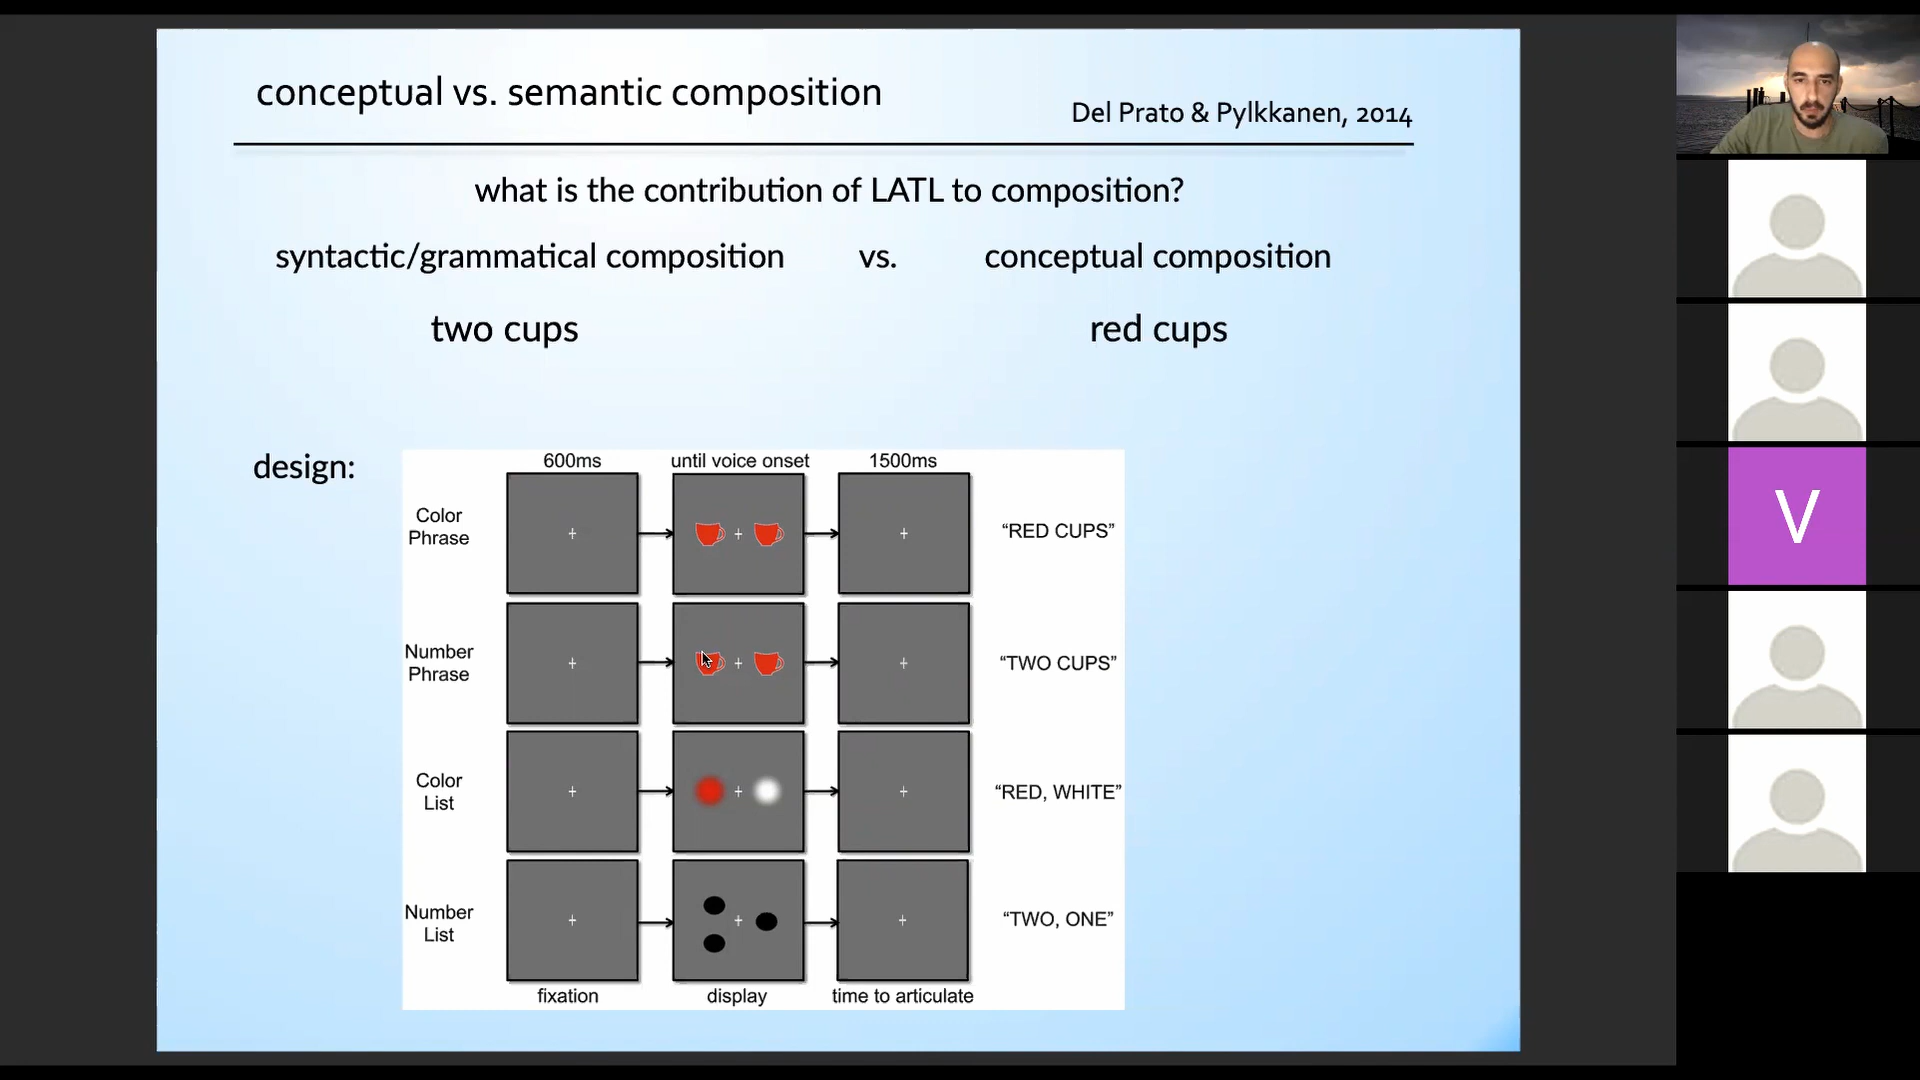 conceptual vs. semantic composition
Del Prato & Pylkkanen, 2014
what is the contribution of LATL to composition?
syntactic/grammatical composition vs. conceptual composition
two cups red cups
design:
600ms until voice onset 1500ms
Color
Phrase
“RED CUPS”
Number
Phrase
“TWO CUPS”
Color
List
“RED, WHITE”
Number
List
“TWO, ONE”
fixation display time to articulate
V